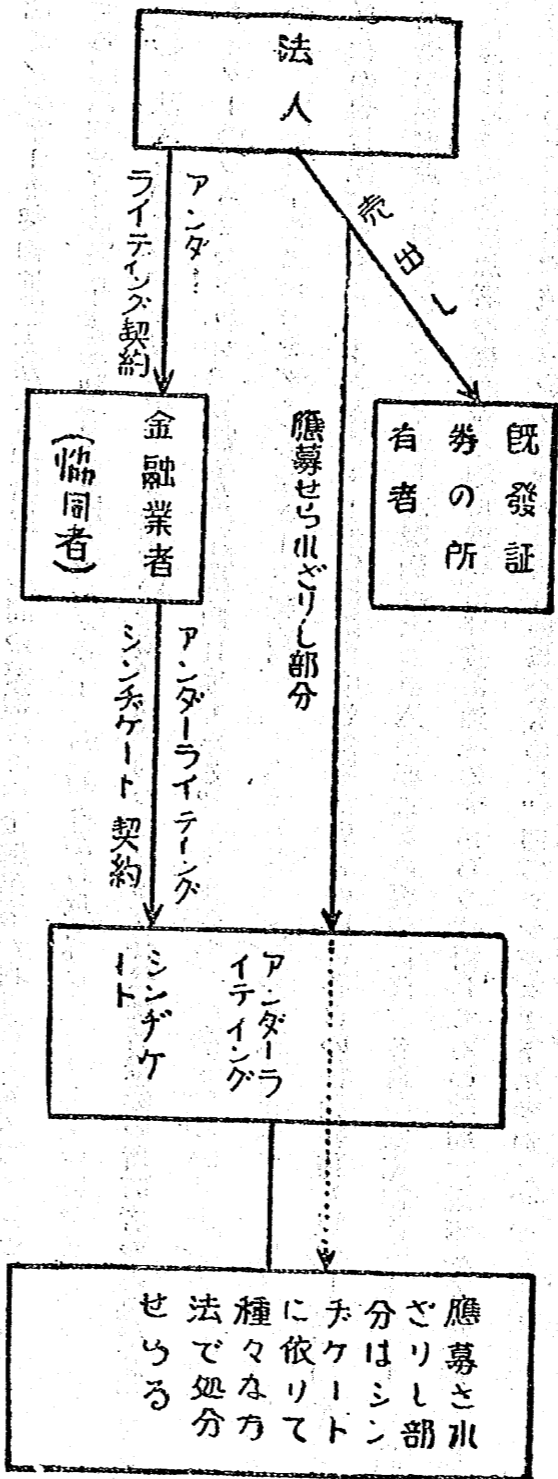 法人
売出し
既發証
券の所
有者
アンダー
ライティング契約
金融業者
(協同者)
應募せられざりし部分
アンダーライティング
シンヂケート契約
アンダーラ
イティング
シンヂケ
ート
應募され
ざりし部
分はシン
ヂケート
に依りて
種々な方
法で処分
せらる